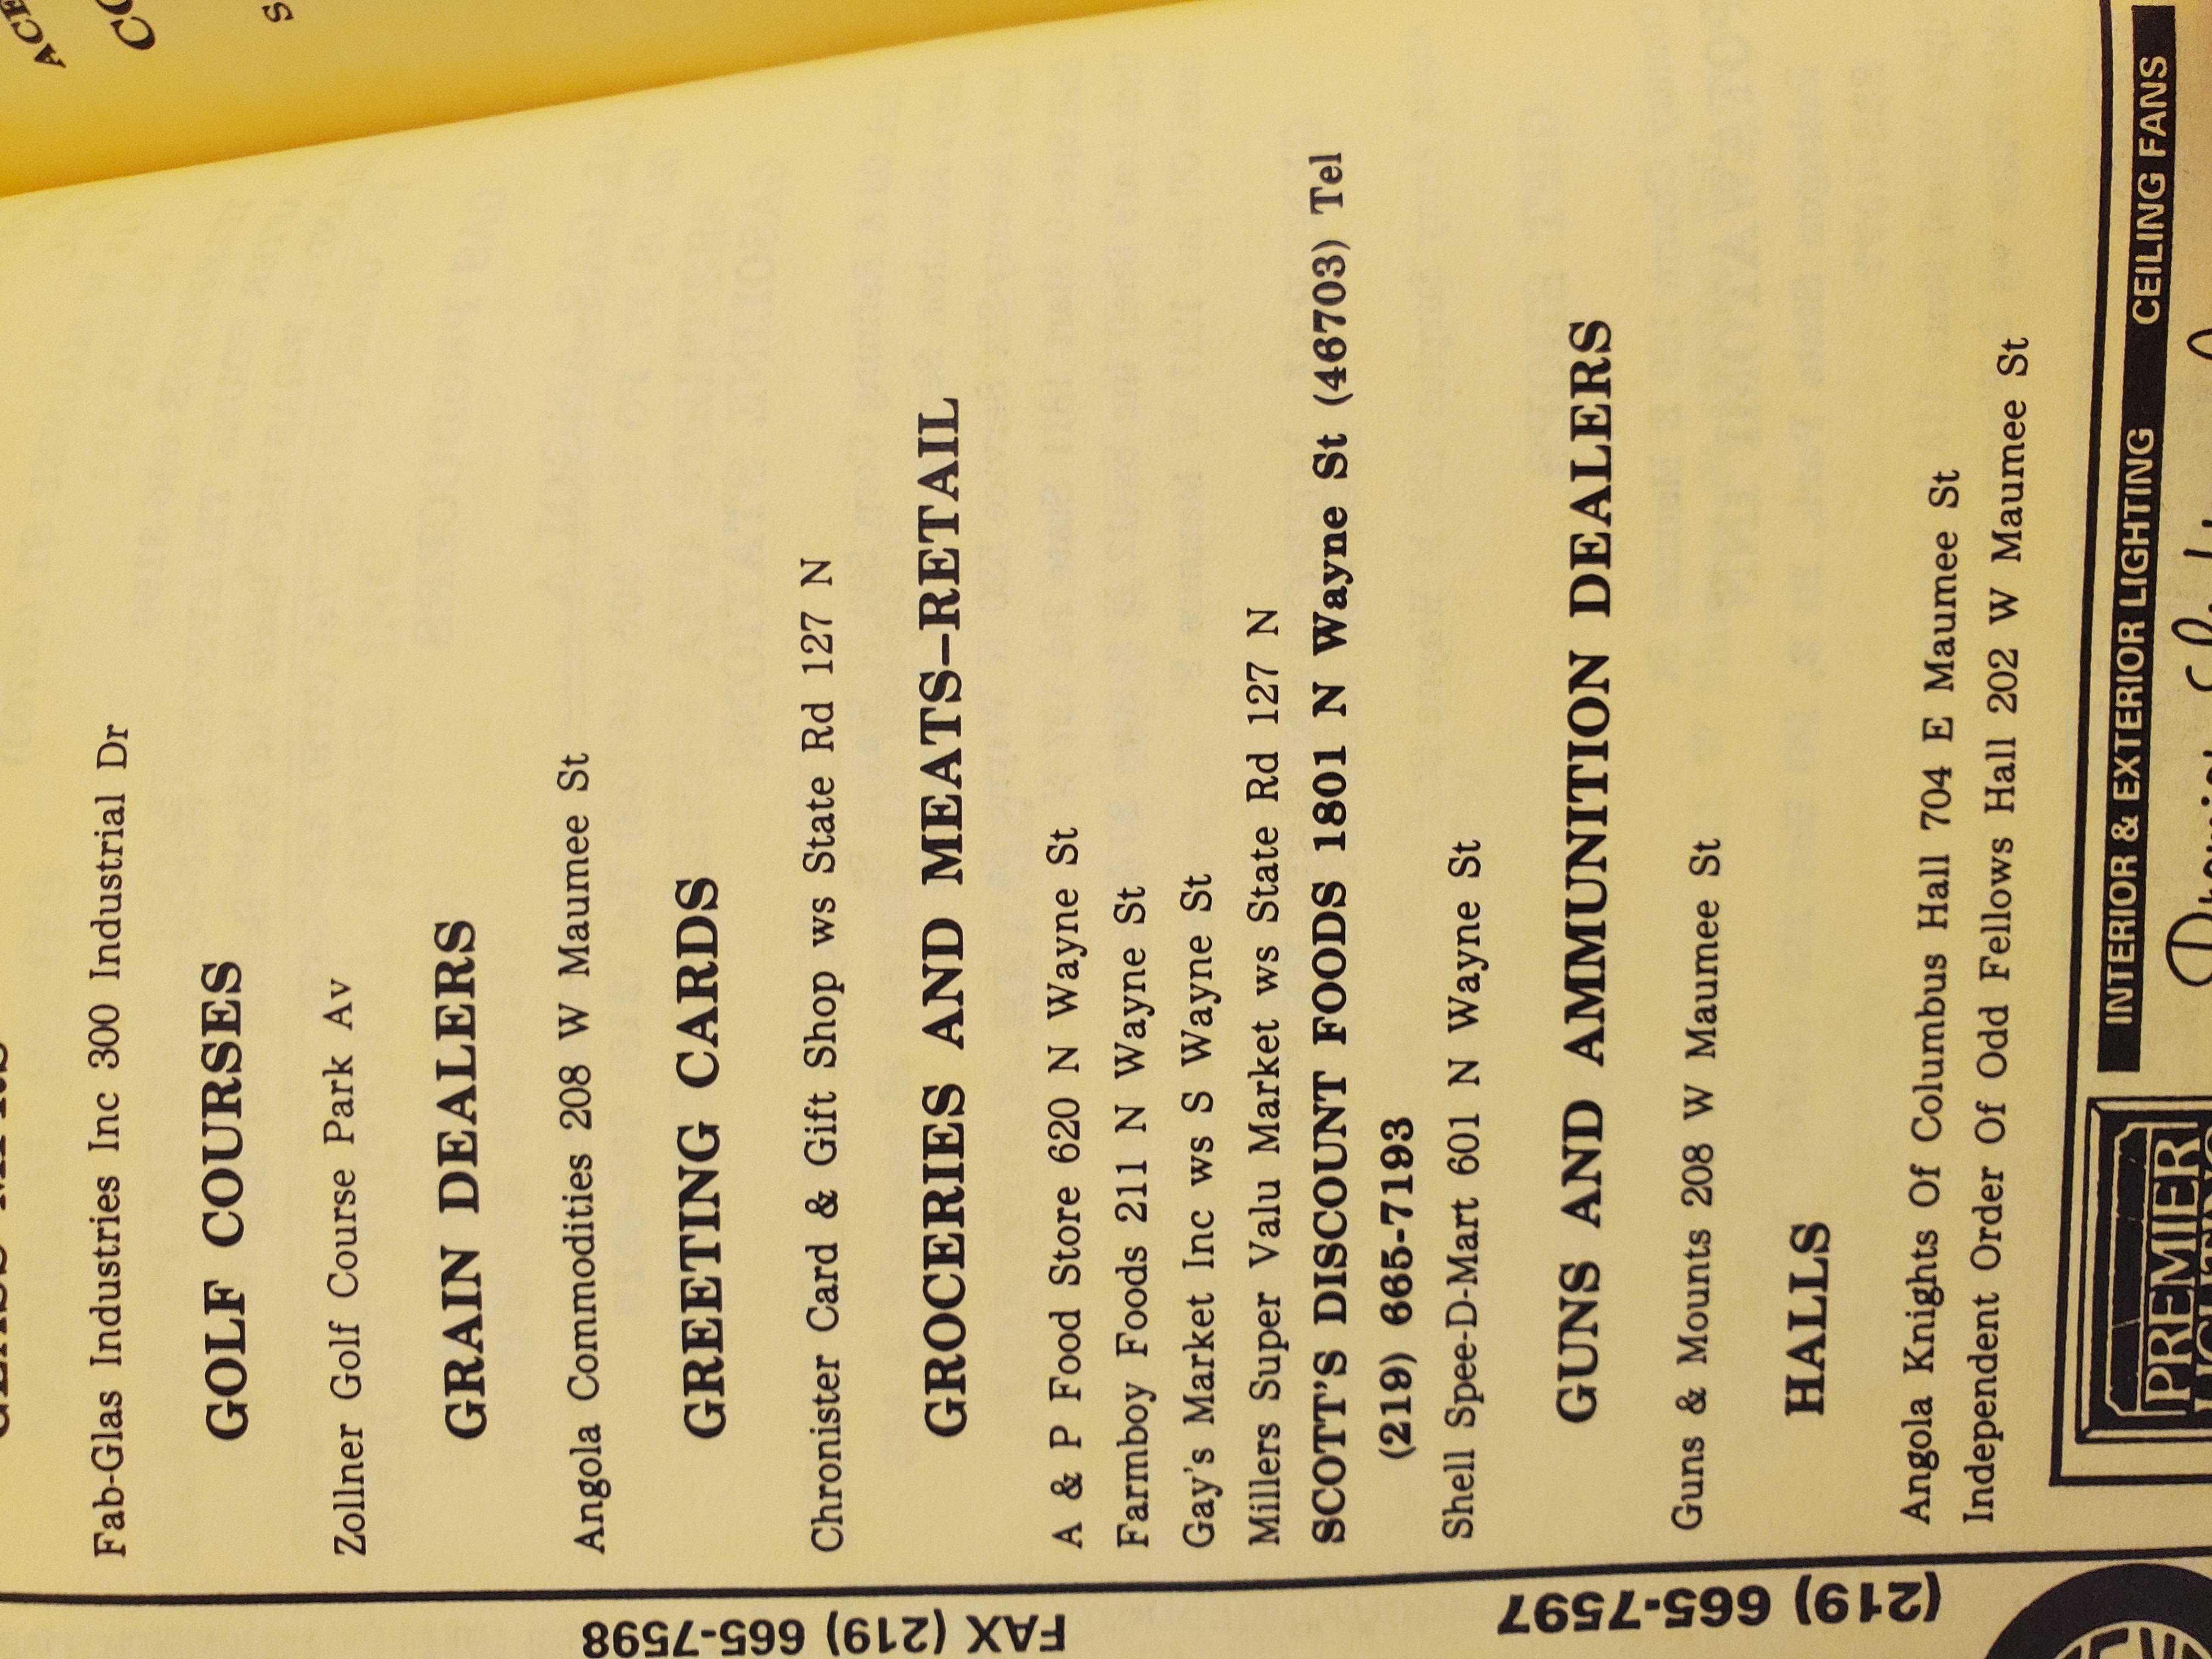 Fab-Glas Industries Inc 300 Industrial Dr
GOLF COURSES
Zollner Golf Course Park Av
GRAIN DEALERS
Angola Commodities 208 W Maumee St
GREETING CARDS
Chronister Card & Gift Shop ws State Rd 127 N
GROCERIES AND MEATS–RETAIL
A & P Food Store 620 N Wayne St
Farmboy Foods 211 N Wayne St
Gay's Market Inc ws S Wayne St
Millers Super Valu Market ws State Rd 127 N
SCOTT'S DISCOUNT FOODS 1801 N Wayne St (46703) Tel
(219) 665-7193
Shell Spee-D-Mart 601 N Wayne St
GUNS AND AMMUNITION DEALERS
Guns & Mounts 208 W Maumee St
HALLS
Angola Knights Of Columbus Hall 704 E Maumee St
Independent Order Of Odd Fellows Hall 202 W Maumee St
INTERIOR & EXTERIOR LIGHTING CEILING FANS
PREMIER
FAX (219) 665-7598
(219) 665-7597